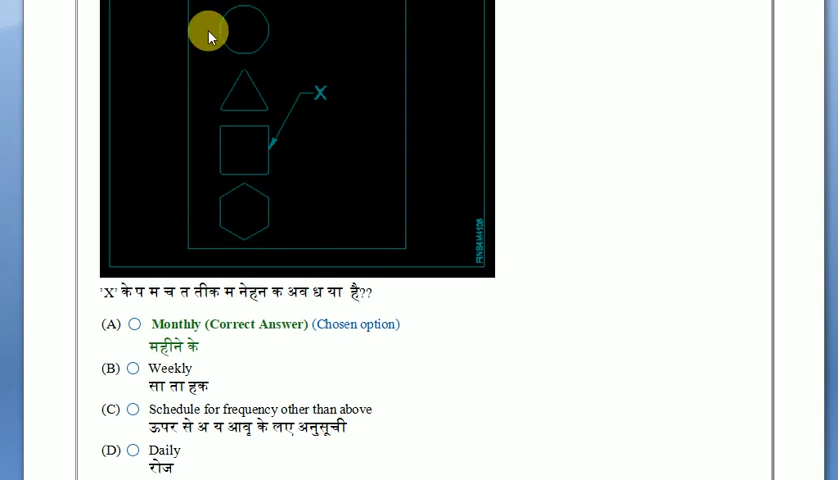 X
FINB4M4106
'X' के प म च त तीक म नेहन क अव ध या है??
(A) Monthly (Correct Answer) (Chosen option)
महीने के
(B) Weekly
सा ता हक
(C) Schedule for frequency other than above
ऊपर से अ य आवृ के लए अनुसूची
(D) Daily
रोज